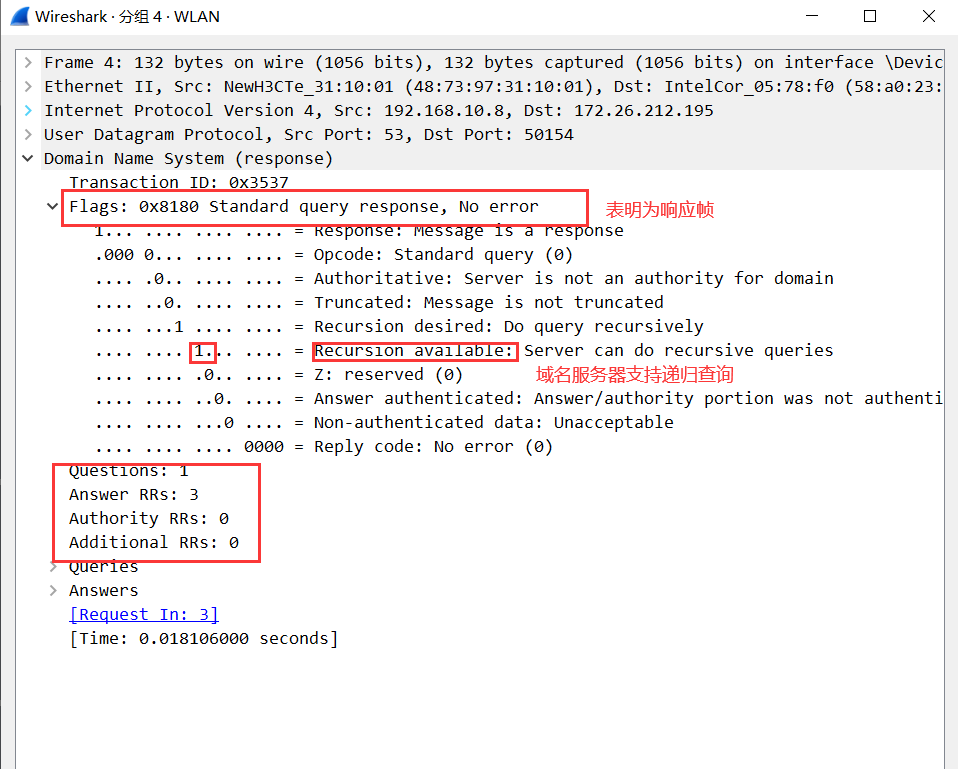 Wireshark · 分组 4 · WLAN
Frame 4: 132 bytes on wire (1056 bits), 132 bytes captured (1056 bits) on interface \Devic
Ethernet II, Src: NewH3CTe_31:10:01 (48:73:97:31:10:01), Dst: IntelCor_05:78:f0 (58:a0:23:
Internet Protocol Version 4, Src: 192.168.10.8, Dst: 172.26.212.195
User Datagram Protocol, Src Port: 53, Dst Port: 50154
Domain Name System (response)
Transaction ID: 0x3537
Flags: 0x8180 Standard query response, No error 表明为响应帧
1... .... .... .... = Response: Message is a response
.000 0... .... .... = Opcode: Standard query (0)
.... .0.. .... .... = Authoritative: Server is not an authority for domain
.... ..0. .... .... = Truncated: Message is not truncated
.... ...1 .... .... = Recursion desired: Do query recursively
.... .... 1... .... = Recursion available: Server can do recursive queries
.... .... .0.. .... = Z: reserved (0) 域名服务器支持递归查询
.... .... ..0. .... = Answer authenticated: Answer/authority portion was not authenti
.... .... ...0 .... = Non-authenticated data: Unacceptable
.... .... .... 0000 = Reply code: No error (0)
Questions: 1
Answer RRs: 3
Authority RRs: 0
Additional RRs: 0
Queries
Answers
[Request In: 3]
[Time: 0.018106000 seconds]